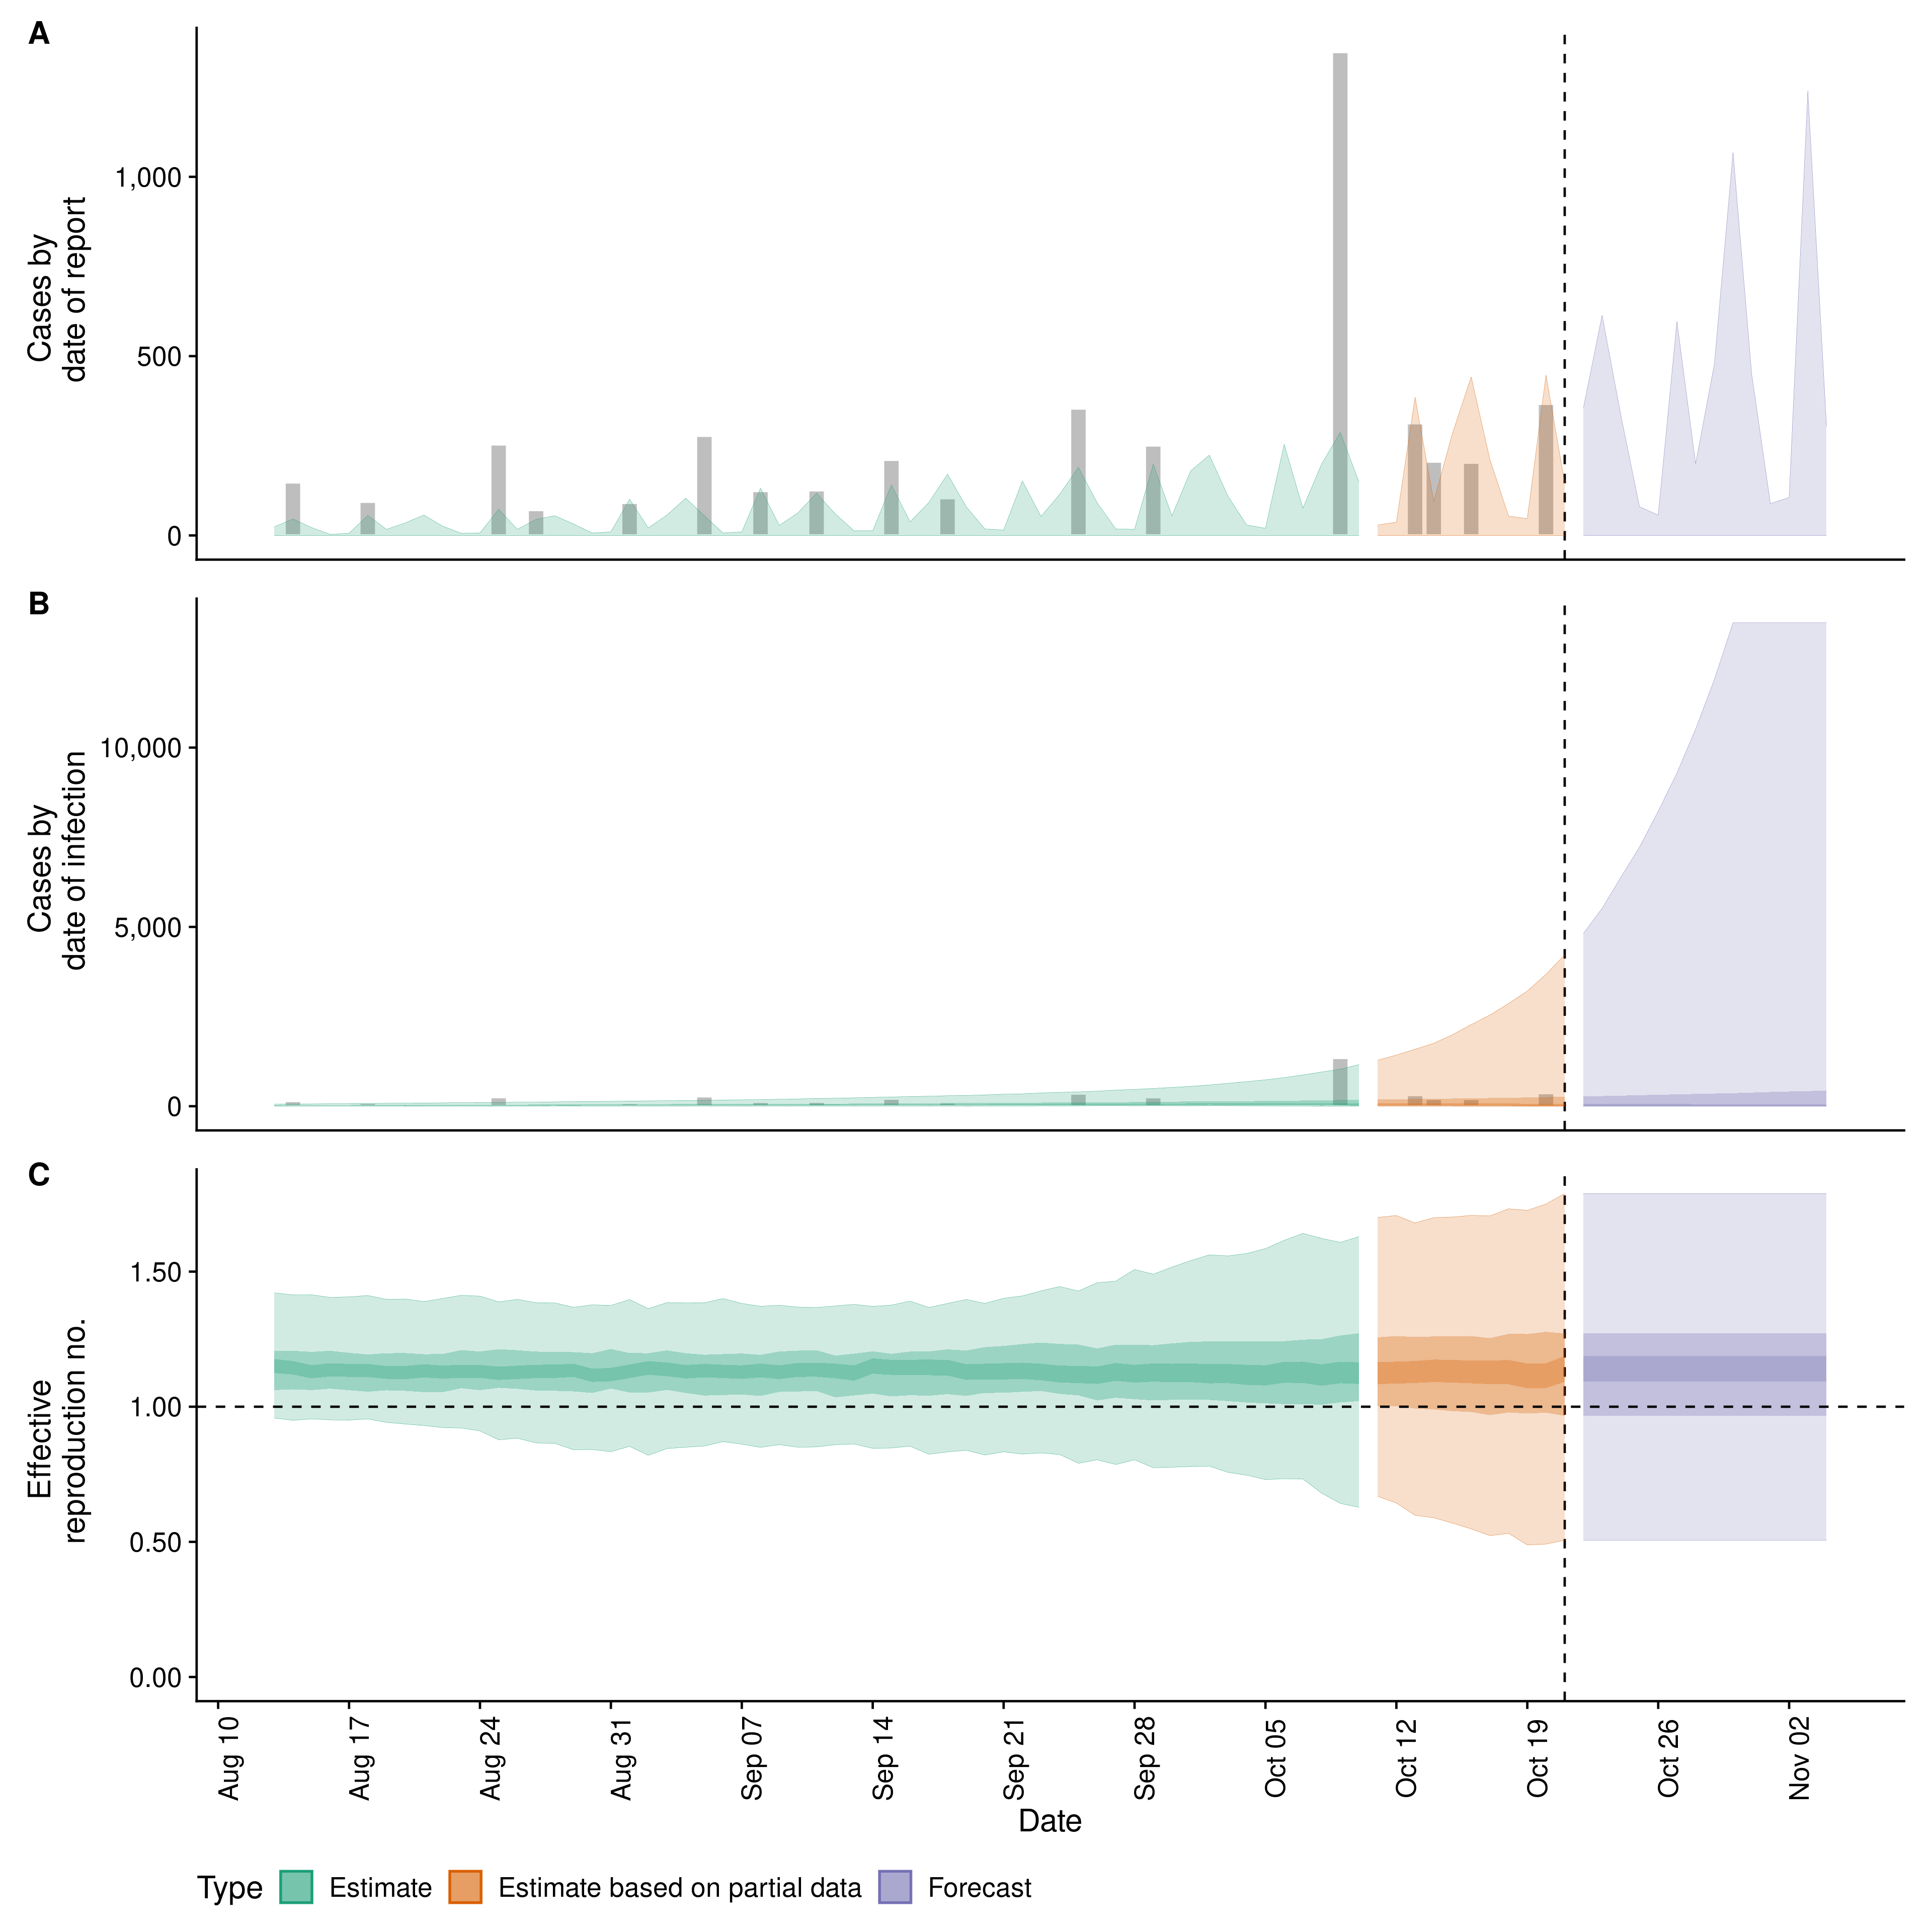 A
Cases by
date of report
1,000
500
0
B
Cases by
date of infection
10,000
5,000
0
C
Effective
reproduction no.
1.50
1.00
0.50
0.00
Aug 10
Aug 17
Aug 24
Aug 31
Sep 07
Sep 14
Sep 21
Sep 28
Oct 05
Oct 12
Oct 19
Oct 26
Nov 02
Date
Type Estimate Estimate based on partial data Forecast